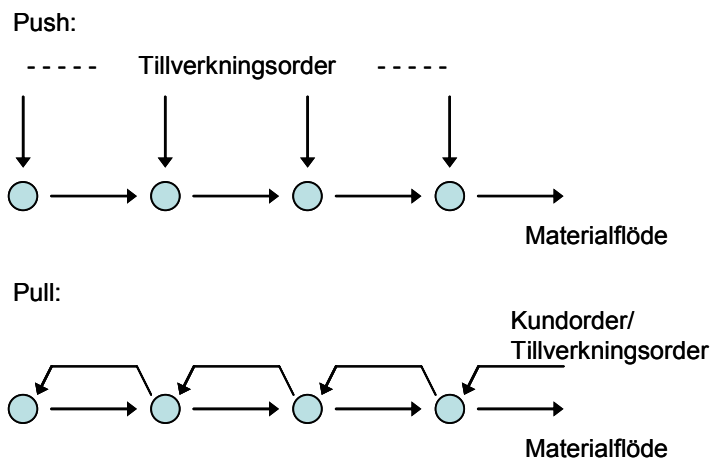 Push:
----- Tillverkningsorder -----
Materialflöde
Pull:
Kundorder/
Tillverkningsorder
Materialflöde